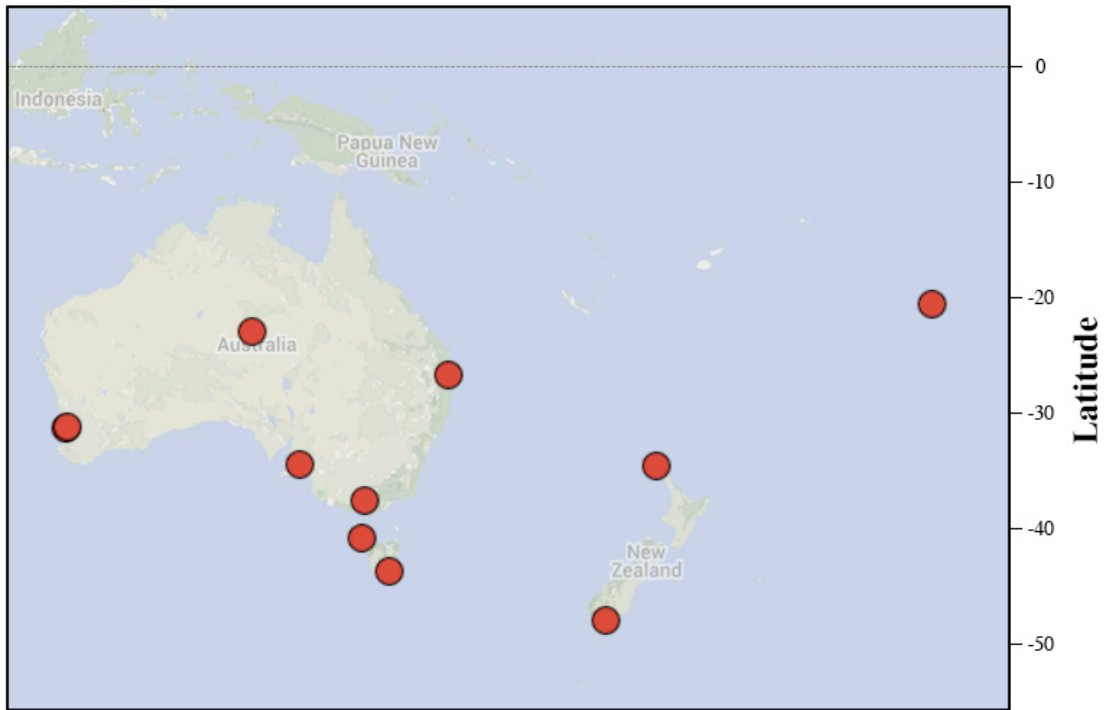 0
Indonesia
Papua New
Guinea
-10
-20
Australia
Latitude
-30
-40
New
Zealand
-50